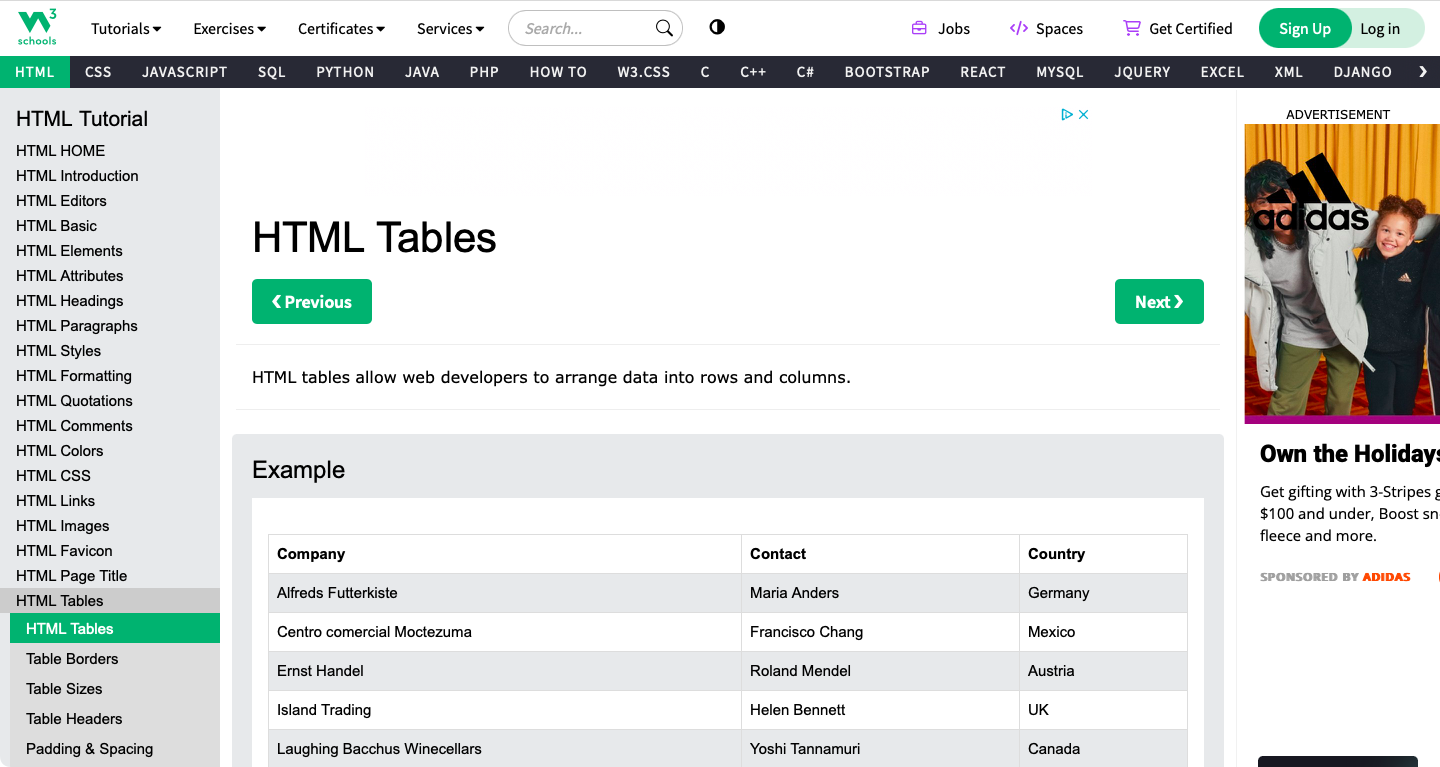 W3
schools
Tutorials
Exercises
Certificates
Services
Search...
Jobs
Spaces
Get Certified
Sign Up
Log in
HTML CSS JAVASCRIPT SQL PYTHON JAVA PHP HOW TO W3.CSS C C++ C# BOOTSTRAP REACT MYSQL JQUERY EXCEL XML DJANGO ❯
HTML Tutorial
HTML HOME
HTML Introduction
HTML Editors
HTML Basic
HTML Elements
HTML Attributes
HTML Headings
HTML Paragraphs
HTML Styles
HTML Formatting
HTML Quotations
HTML Comments
HTML Colors
HTML CSS
HTML Links
HTML Images
HTML Favicon
HTML Page Title
HTML Tables
HTML Tables
Table Borders
Table Sizes
Table Headers
Padding & Spacing
HTML Tables
❮ Previous
Next ❯
HTML tables allow web developers to arrange data into rows and columns.
Example
Company Contact Country
Alfreds Futterkiste Maria Anders Germany
Centro comercial Moctezuma Francisco Chang Mexico
Ernst Handel Roland Mendel Austria
Island Trading Helen Bennett UK
Laughing Bacchus Winecellars Yoshi Tannamuri Canada
ADVERTISEMENT
adidas
Own the Holidays
Get gifting with 3-Stripes
$100 and under, Boost
fleece and more.
SPONSORED BY ADIDAS